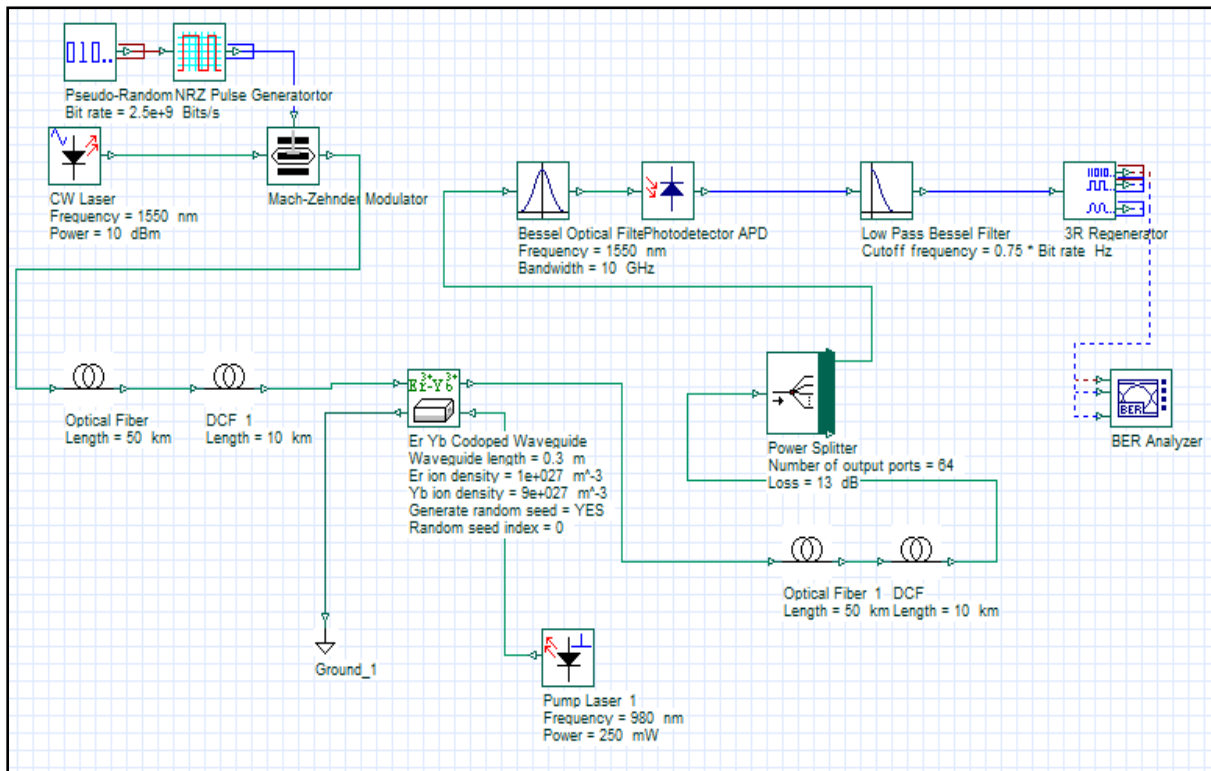 010..
Pseudo-Random NRZ Pulse Generatortor
Bit rate = 2.5e+9 Bits/s
CW Laser
Frequency = 1550 nm
Power = 10 dBm
Mach-Zehnder Modulator
Bessel Optical Filte
Frequency = 1550 nm
Bandwidth = 10 GHz
Photodetector APD
Low Pass Bessel Filter
Cutoff frequency = 0.75 * Bit rate Hz
3R Regenerator
Optical Fiber
Length = 50 km
DCF 1
Length = 10 km
Er Yb Codoped Waveguide
Waveguide length = 0.3 m
Er ion density = 1e+027 m^-3
Yb ion density = 9e+027 m^-3
Generate random seed = YES
Random seed index = 0
Power Splitter
Number of output ports = 64
Loss = 13 dB
BER
BER Analyzer
Optical Fiber 1
Length = 50 km
DCF
Length = 10 km
Ground_1
Pump Laser 1
Frequency = 980 nm
Power = 250 mW